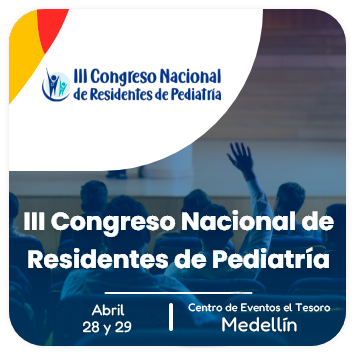 III Congreso Nacional
de Residentes de Pediatría
III Congreso Nacional de
Residentes de Pediatría
Abril
28 y 29
Centro de Eventos el Tesoro
Medellín